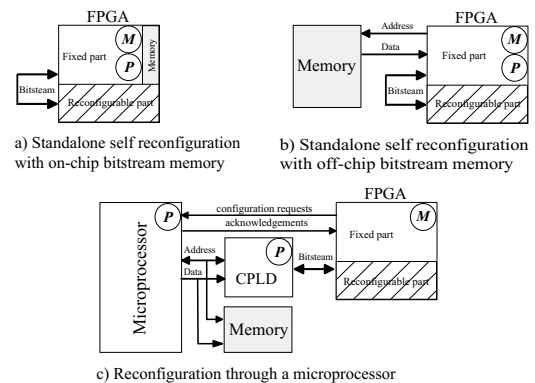 FPGA
Fixed part
M
P
Memory
Bitsteam
Reconfigurable part
a) Standalone self reconfiguration
with on-chip bitstream memory
FPGA
Address
Data
Memory
Fixed part
M
P
Bitsteam
Reconfigurable part
b) Standalone self reconfiguration
with off-chip bitstream memory
FPGA
Microprocessor
P
configuration requests
acknowledgements
M
Fixed part
Address
Data
P
CPLD
Bitsteam
Reconfigurable part
Memory
c) Reconfiguration through a microprocessor